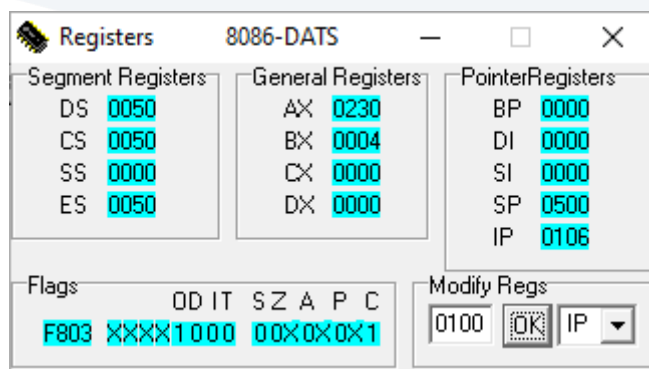 Registers 8086-DATS
Segment Registers General Registers PointerRegisters
DS 0050 AX 0230 BP 0000
CS 0050 BX 0004 DI 0000
SS 0000 CX 0000 SI 0000
ES 0050 DX 0000 SP 0500
IP 0106
Flags Modify Regs
OD IT SZ A P C
F803 XXXX1000 00X0X0X1
0100 OK IP